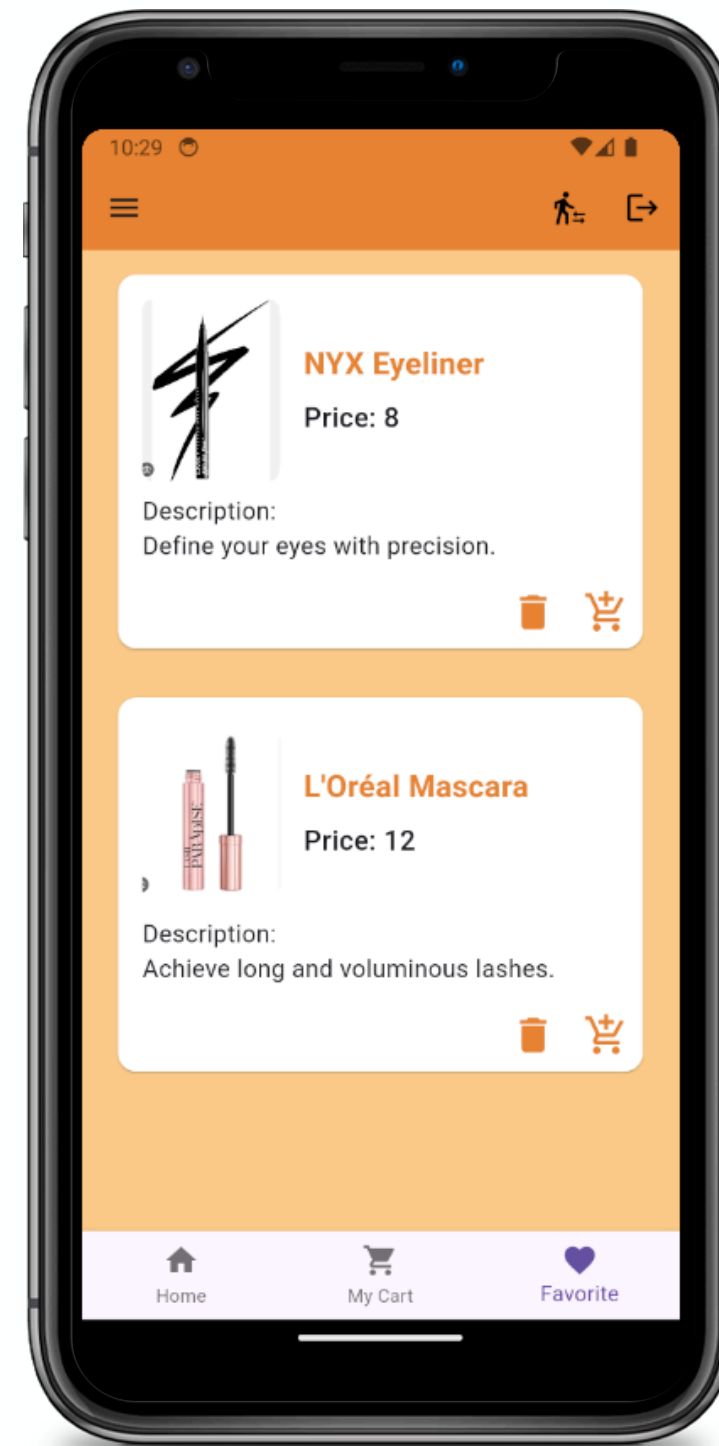 10:29
NYX Eyeliner
Price: 8
Description:
Define your eyes with precision.
L'Oréal Mascara
Price: 12
PARADISE
Description:
Achieve long and voluminous lashes.
Home
My Cart
Favorite